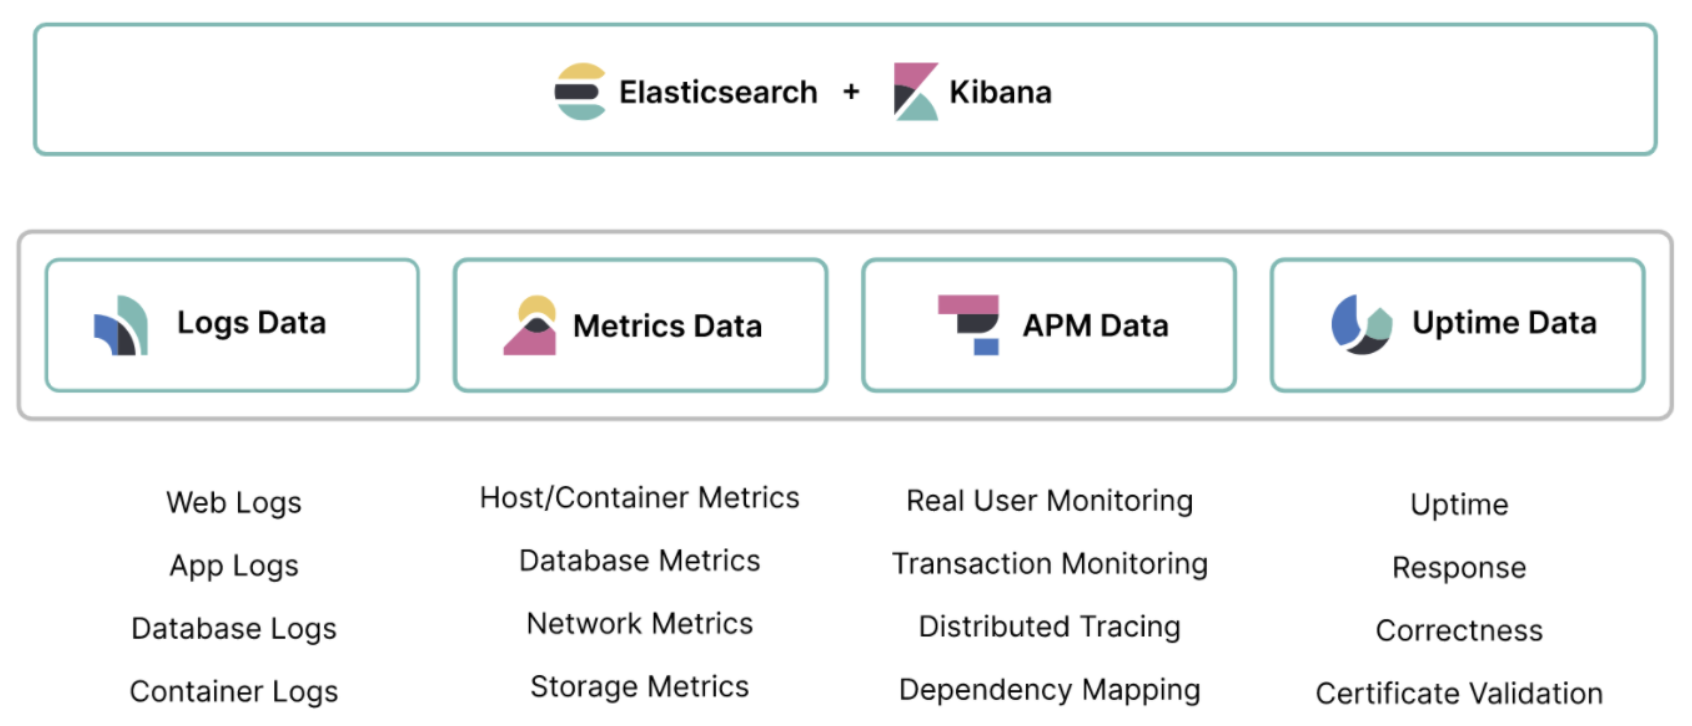 Elasticsearch + Kibana
Logs Data
Metrics Data
APM Data
Uptime Data
Web Logs
App Logs
Database Logs
Container Logs
Host/Container Metrics
Database Metrics
Network Metrics
Storage Metrics
Real User Monitoring
Transaction Monitoring
Distributed Tracing
Dependency Mapping
Uptime
Response
Correctness
Certificate Validation